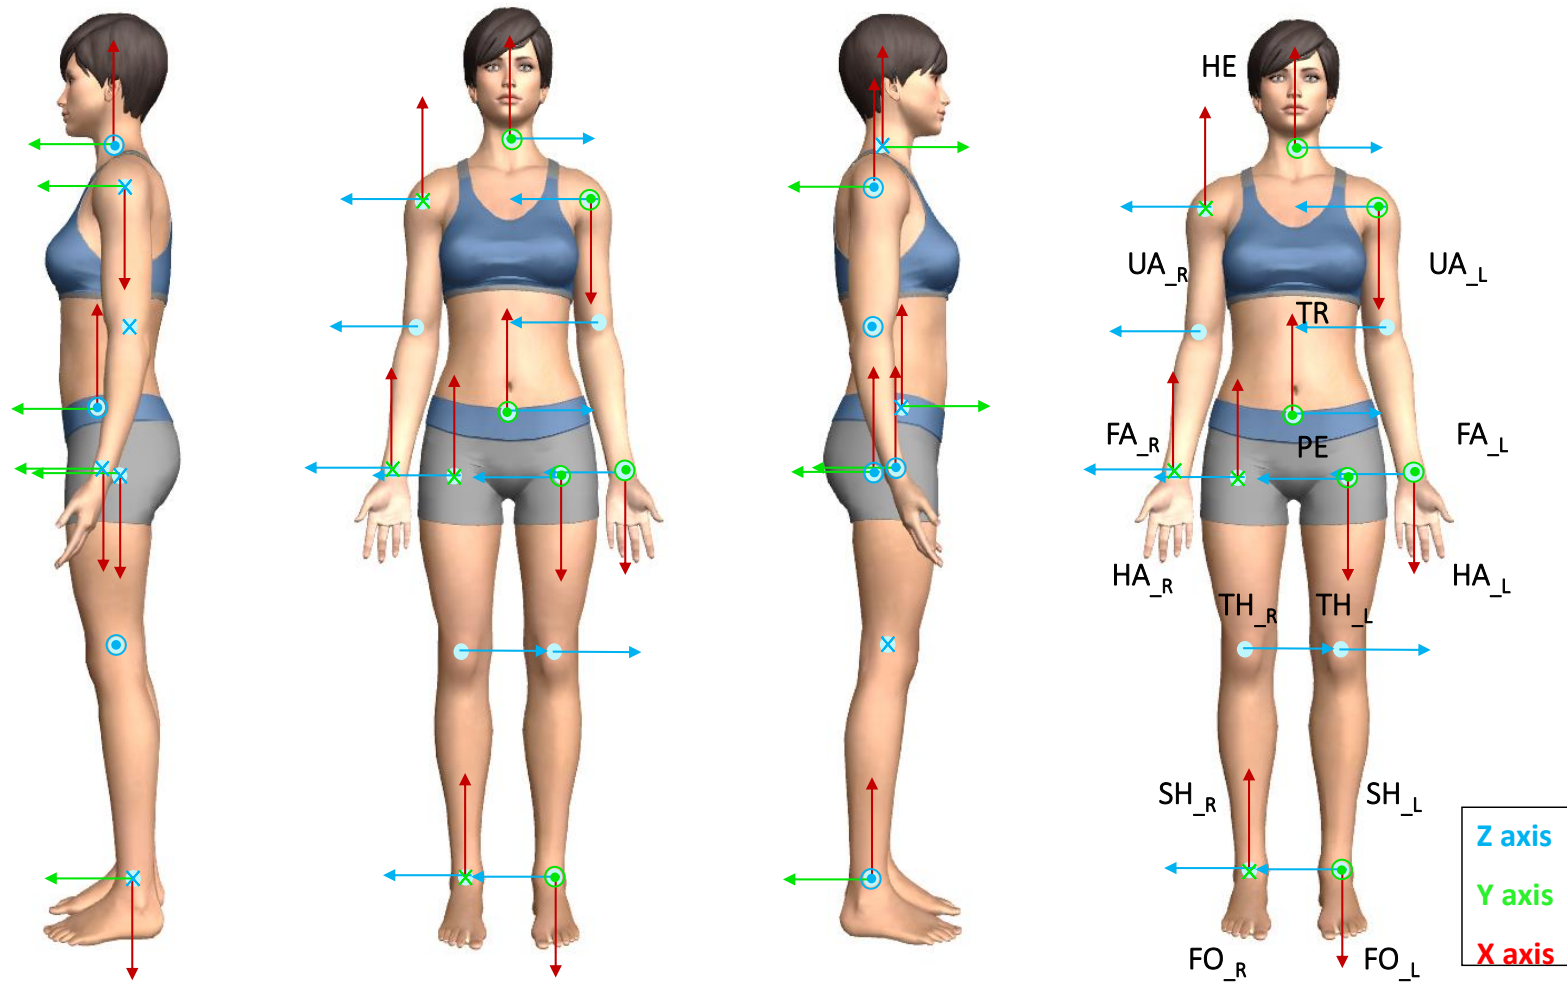 HE
UA_R
UA_L
TR
FA_R
PE
FA_L
HA_R
HA_L
TH_R
TH_L
SH_R
SH_L
Z axis
Y axis
X axis
FO_R
FO_L